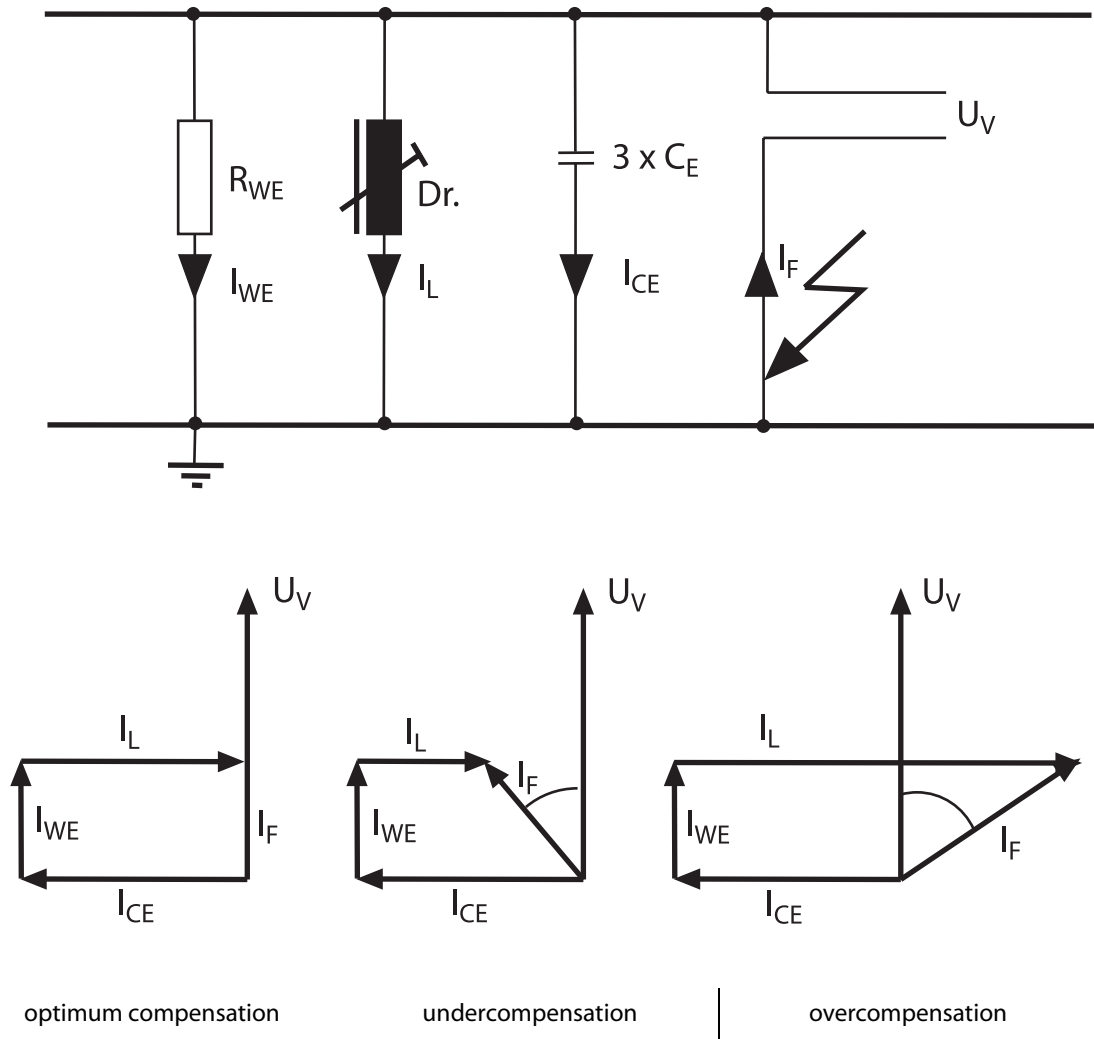 U_V
3 x C_E
R_WE
Dr.
I_F
I_WE
I_L
I_CE
U_V
U_V
U_V
I_L
I_L
I_L
I_F
I_WE
I_F
I_WE
I_WE
I_F
I_CE
I_CE
I_CE
optimum compensation
undercompensation
overcompensation